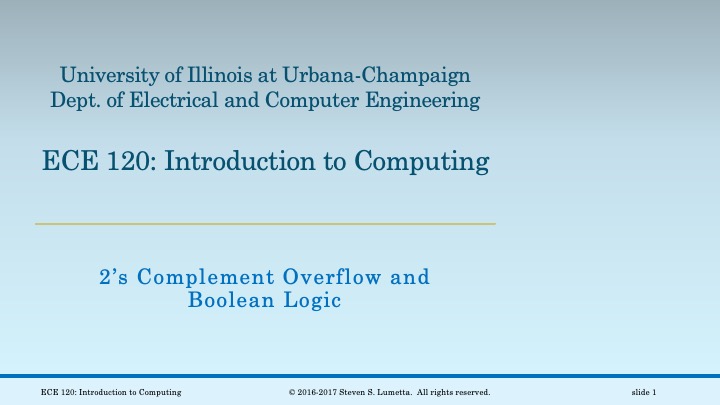 University of Illinois at Urbana-Champaign
Dept. of Electrical and Computer Engineering
ECE 120: Introduction to Computing
2’s Complement Overflow and
Boolean Logic
ECE 120: Introduction to Computing
© 2016-2017 Steven S. Lumetta.  All rights reserved.
slide 1